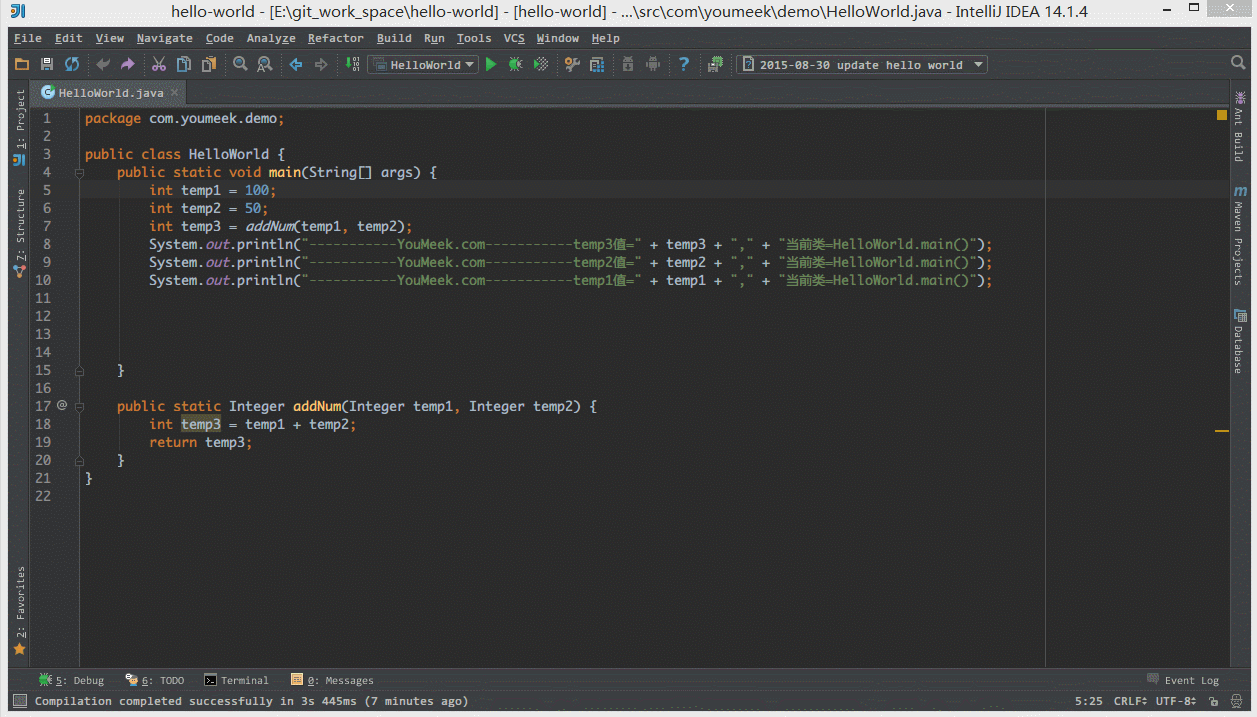 hello-world - [E:\git_work_space\hello-world] - [hello-world] - ...\src\com\youmeek\demo\HelloWorld.java - IntelliJ IDEA 14.1.4
File Edit View Navigate Code Analyze Refactor Build Run Tools VCS Window Help
HelloWorld 2015-08-30 update hello world
HelloWorld.java
1: Project
7: Structure
2: Favorites
Ant Build
Maven Projects
Database
1 package com.youmeek.demo;
2
3 public class HelloWorld {
4 public static void main(String[] args) {
5 int temp1 = 100;
6 int temp2 = 50;
7 int temp3 = addNum(temp1, temp2);
8 System.out.println("-----------YouMeek.com-----------temp3值=" + temp3 + "," + "当前类=HelloWorld.main()");
9 System.out.println("-----------YouMeek.com-----------temp2值=" + temp2 + "," + "当前类=HelloWorld.main()");
10 System.out.println("-----------YouMeek.com-----------temp1值=" + temp1 + "," + "当前类=HelloWorld.main()");
11
12
13
14
15 }
16
17 @ public static Integer addNum(Integer temp1, Integer temp2) {
18 int temp3 = temp1 + temp2;
19 return temp3;
20 }
21 }
22
5: Debug 6: TODO Terminal 0: Messages Event Log
Compilation completed successfully in 3s 445ms (7 minutes ago) 5:25 CRLF UTF-8